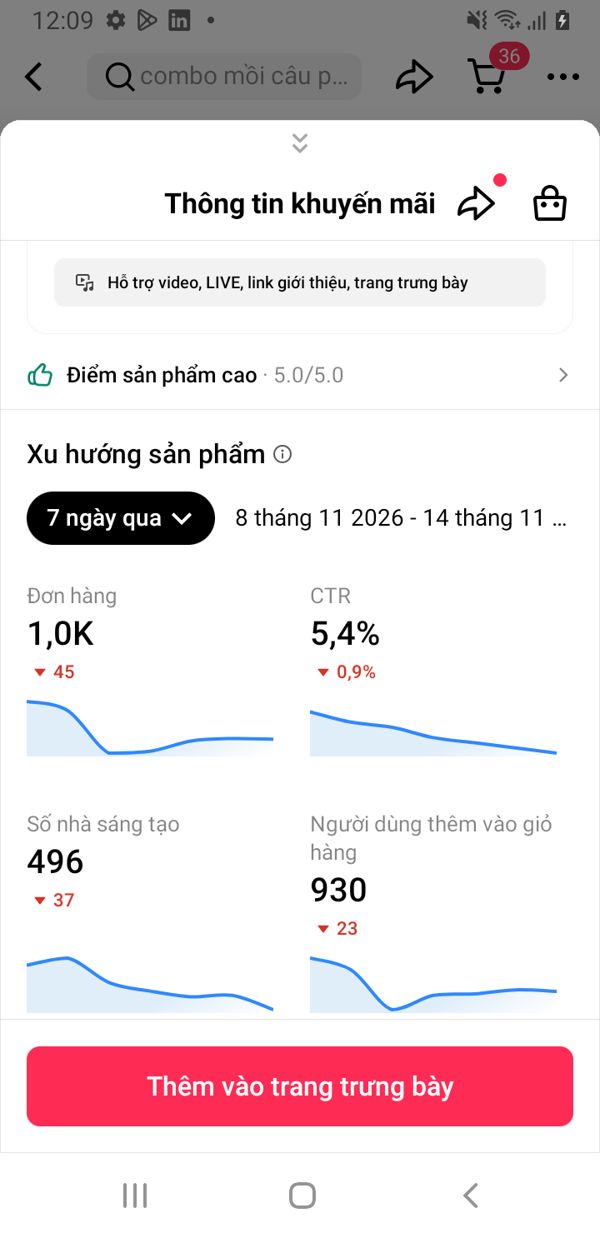 12:09
combo mồi câu p...
36
Thông tin khuyến mãi
Hỗ trợ video, LIVE, link giới thiệu, trang trưng bày
Điểm sản phẩm cao · 5.0/5.0
Xu hướng sản phẩm
7 ngày qua
8 tháng 11 2026 - 14 tháng 11 ...
Đơn hàng
1,0K
45
CTR
5,4%
0,9%
Số nhà sáng tạo
496
37
Người dùng thêm vào giỏ
hàng
930
23
Thêm vào trang trưng bày